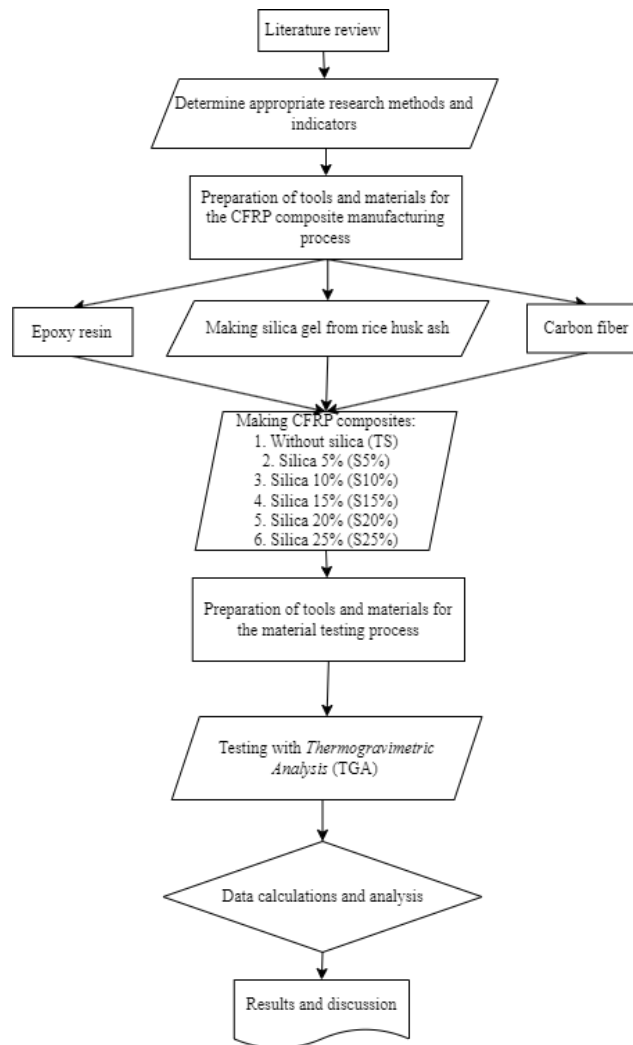 Literature review
Determine appropriate research methods and
indicators
Preparation of tools and materials for
the CFRP composite manufacturing
process
Epoxy resin
Making silica gel from rice husk ash
Carbon fiber
Making CFRP composites:
1. Without silica (TS)
2. Silica 5% (S5%)
3. Silica 10% (S10%)
4. Silica 15% (S15%)
5. Silica 20% (S20%)
6. Silica 25% (S25%)
Preparation of tools and materials for
the material testing process
Testing with Thermogravimetric
Analysis (TGA)
Data calculations and analysis
Results and discussion